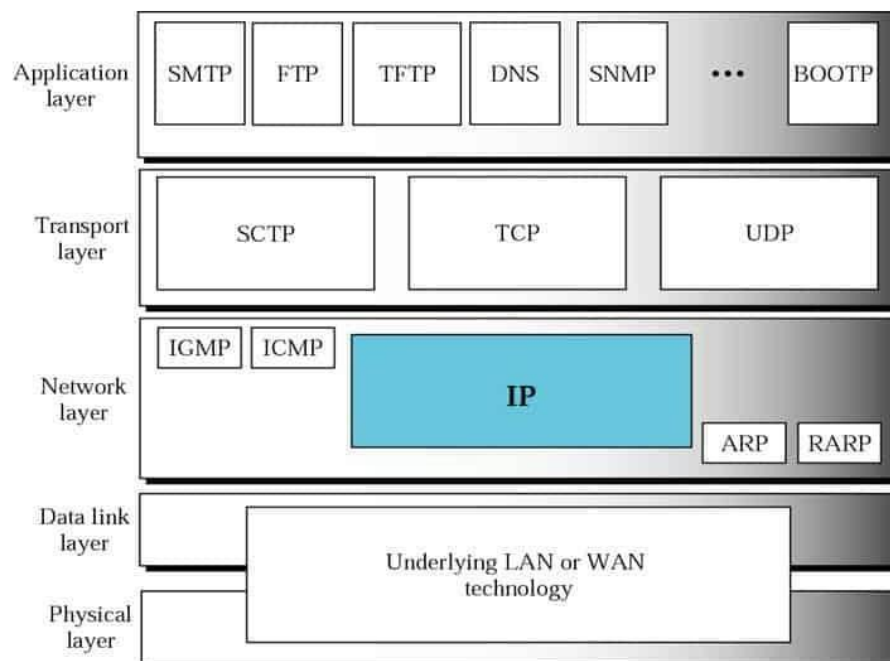 Application
layer
SMTP
FTP
TFTP
DNS
SNMP
•••
BOOTP
Transport
layer
SCTP
TCP
UDP
Network
layer
IGMP
ICMP
IP
ARP
RARP
Data link
layer
Underlying LAN or WAN
technology
Physical
layer